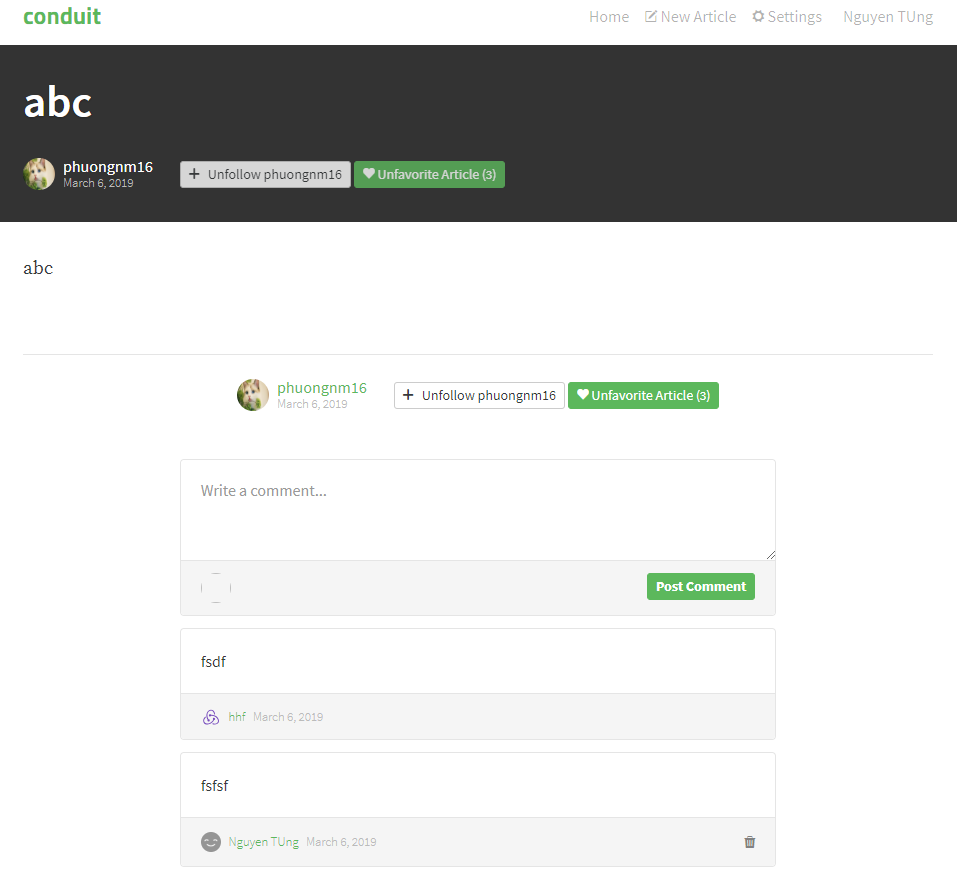 conduit
Home New Article Settings Nguyen TUng
abc
phuongnm16
March 6, 2019
Unfollow phuongnm16
Unfavorite Article (3)
abc
phuongnm16
March 6, 2019
Unfollow phuongnm16
Unfavorite Article (3)
Write a comment...
Post Comment
fsdf
hhf March 6, 2019
fsfsf
Nguyen TUng March 6, 2019